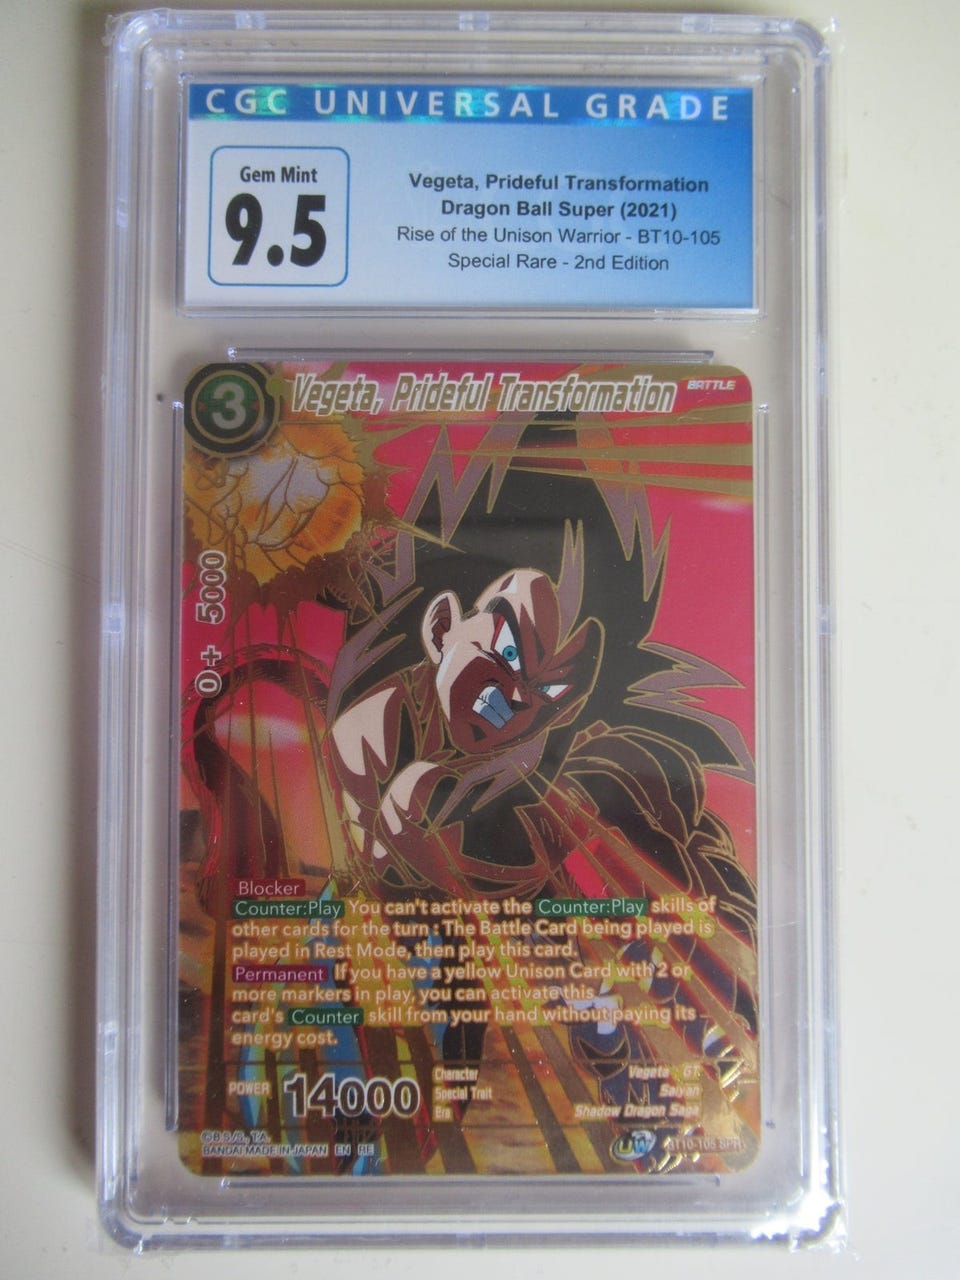 CGC UNIVERSAL GRADE
Gem Mint
9.5
Vegeta, Prideful Transformation
Dragon Ball Super (2021)
Rise of the Unison Warrior - BT10-105
Special Rare - 2nd Edition
3
Vegeta, Prideful Transformation
BATTLE
0+ 5000
Blocker
Counter:Play You can't activate the Counter:Play skills of
other cards for the turn : The Battle Card being played is
played in Rest Mode, then play this card.
Permanent If you have a yellow Unison Card with 2 or
more markers in play, you can activate this
card's Counter skill from your hand without paying its
energy cost.
POWER 14000
Character Vegeta : GT
Special Trait Saiyan
Era Shadow Dragon Saga
©B.S./S., T.A.
BANDAI MADE IN JAPAN EN RE
UW BT10-105 SPR